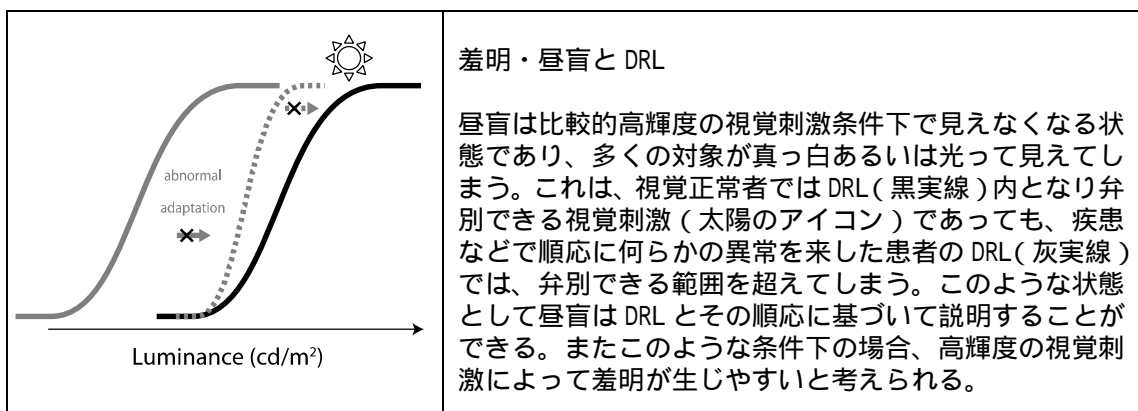 abnormal
adaptation
Luminance (cd/m²)
羞明・昼盲と DRL
昼盲は比較的高輝度の視覚刺激条件下で見えなくなる状
態であり、多くの対象が真っ白あるいは光って見えてし
まう。これは、視覚正常者では DRL(黒実線)内となり弁
別できる視覚刺激(太陽のアイコン)であっても、疾患
などで順応に何らかの異常を来した患者の DRL(灰実線)
では、弁別できる範囲を超えてしまう。このような状態
として昼盲は DRL とその順応に基づいて説明することが
できる。またこのような条件下の場合、高輝度の視覚刺
激によって羞明が生じやすいと考えられる。